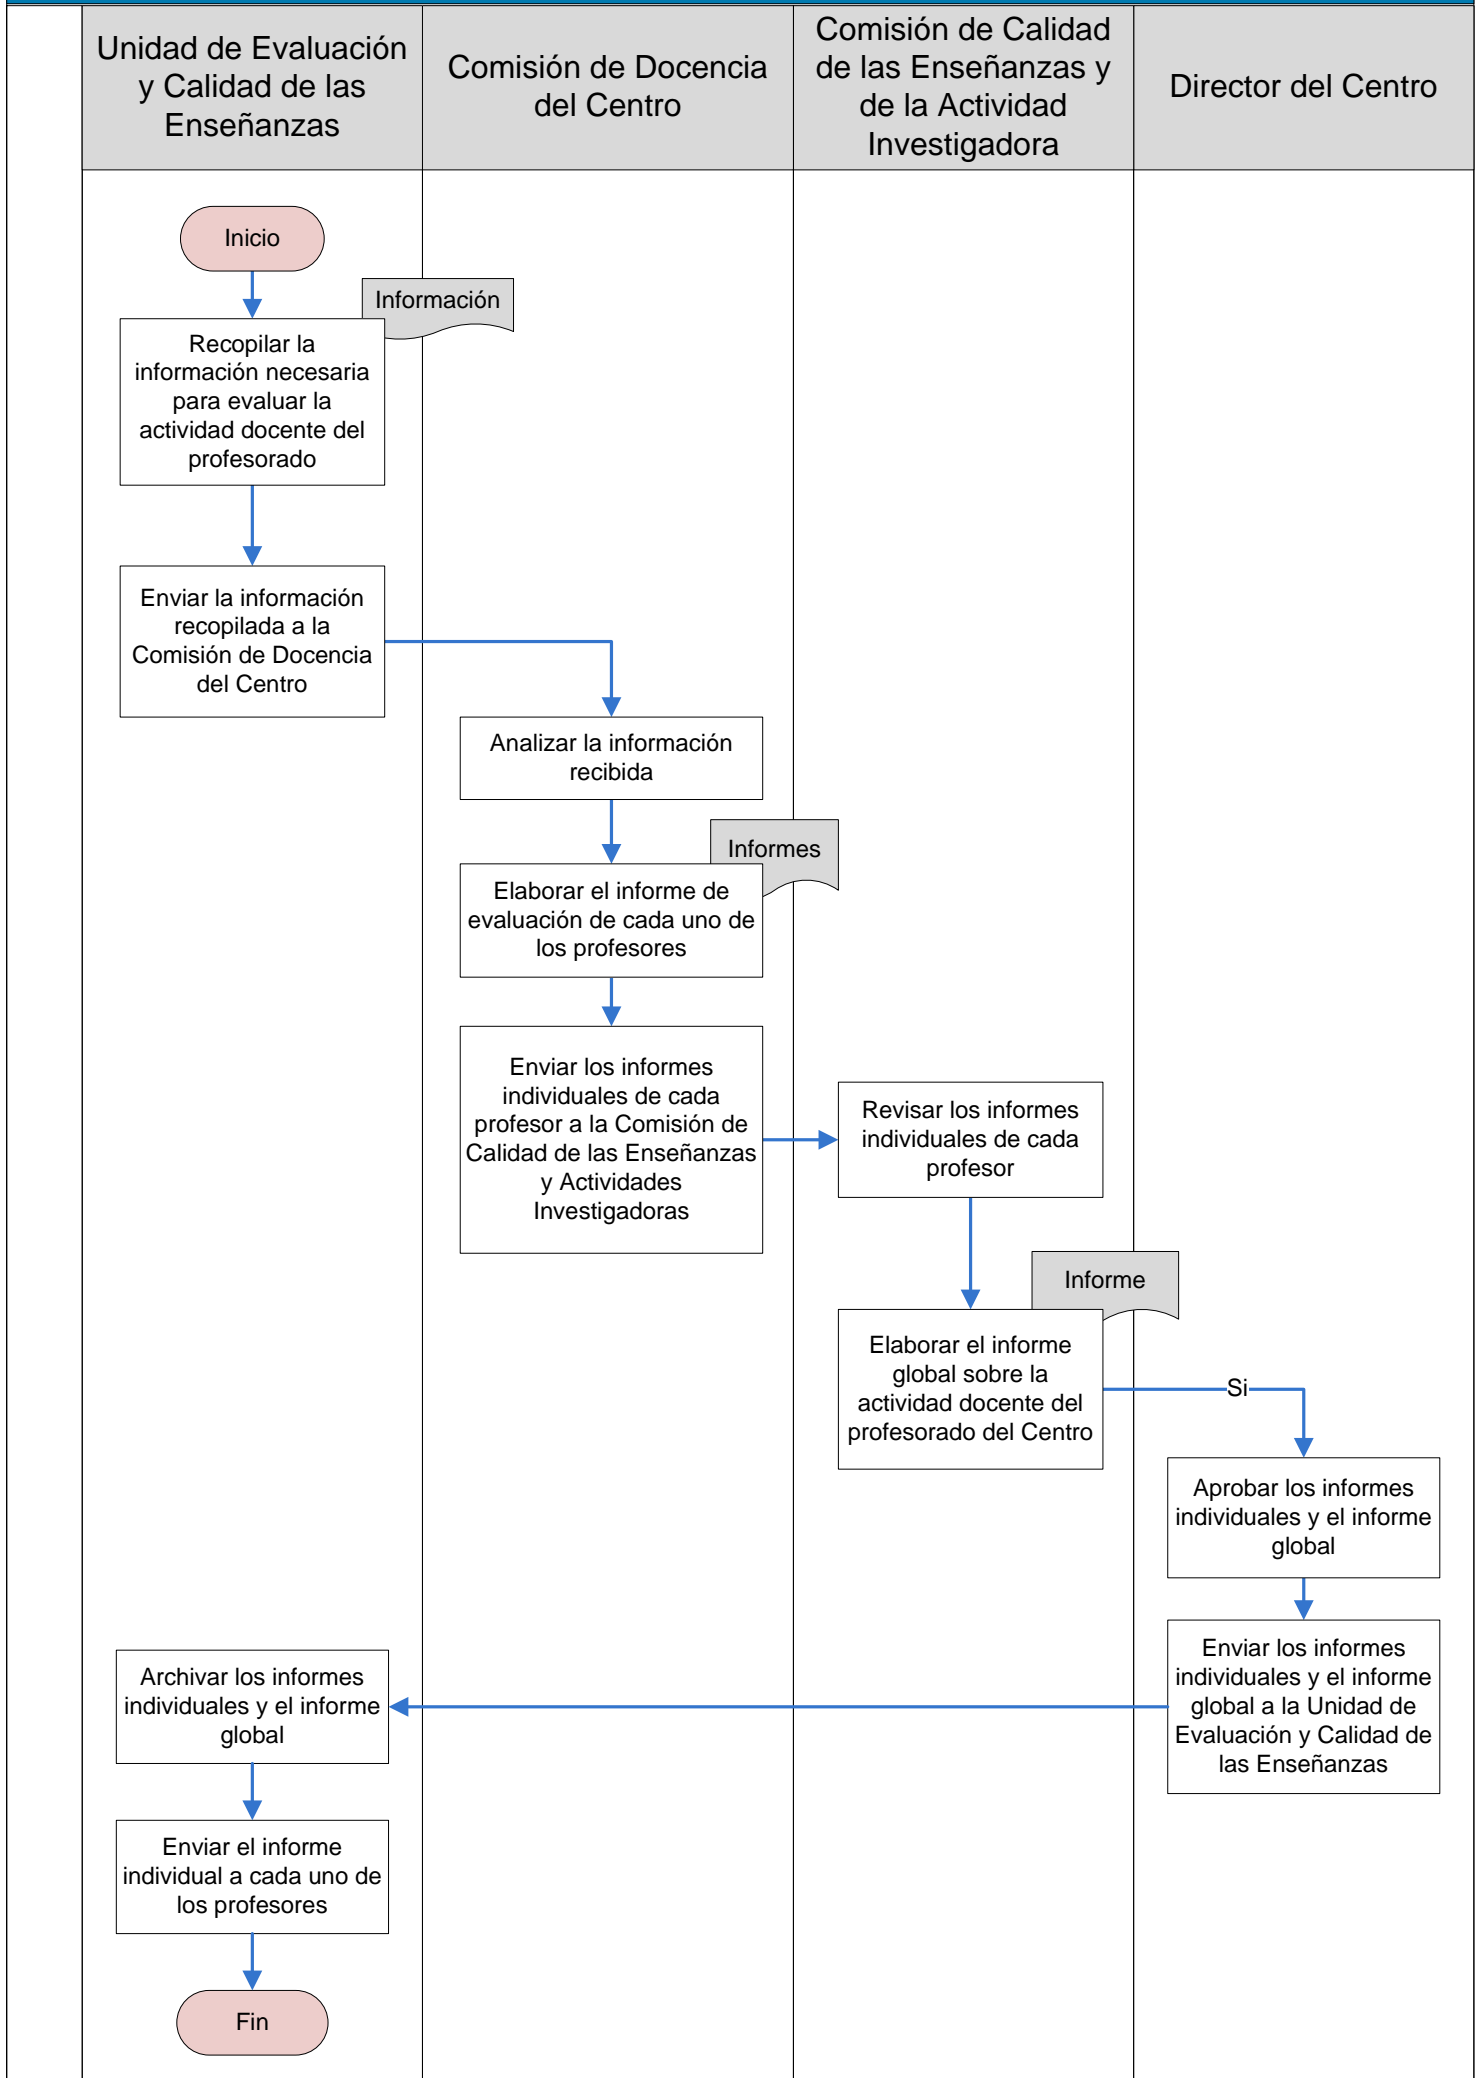 Unidad de Evaluación
y Calidad de las
Enseñanzas
Comisión de Docencia
del Centro
Comisión de Calidad
de las Enseñanzas y
de la Actividad
Investigadora
Director del Centro
Inicio
Información
Recopilar la
información necesaria
para evaluar la
actividad docente del
profesorado
Enviar la información
recopilada a la
Comisión de Docencia
del Centro
Analizar la información
recibida
Informes
Elaborar el informe de
evaluación de cada uno de
los profesores
Enviar los informes
individuales de cada
profesor a la Comisión de
Calidad de las Enseñanzas
y Actividades
Investigadoras
Revisar los informes
individuales de cada
profesor
Informe
Elaborar el informe
global sobre la
actividad docente del
profesorado del Centro
Si
Aprobar los informes
individuales y el informe
global
Enviar los informes
individuales y el informe
global a la Unidad de
Evaluación y Calidad de
las Enseñanzas
Archivar los informes
individuales y el informe
global
Enviar el informe
individual a cada uno de
los profesores
Fin